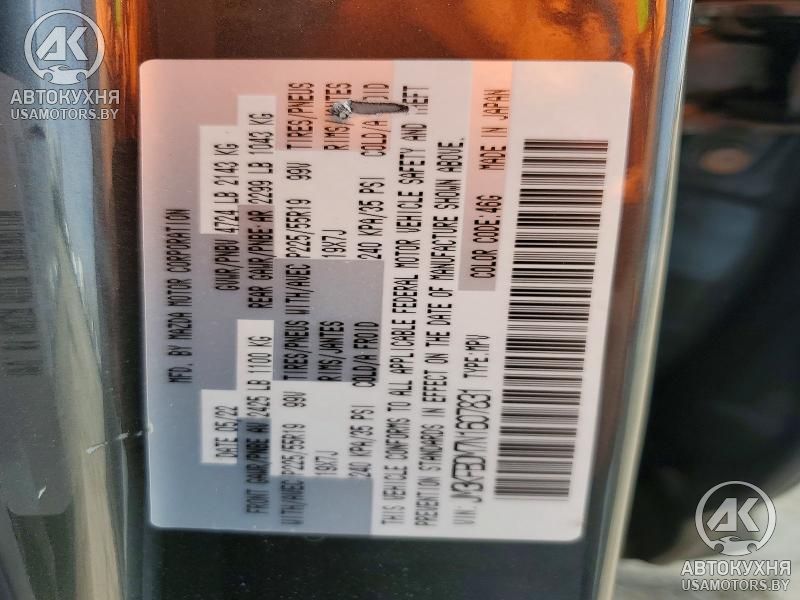 MFD. BY MAZDA MOTOR CORPORATION
DATE 05/22 GVWR/PNBV 4724 LB 2143 KG
FRONT GAWR/PNBE AV 2425 LB 1100 KG REAR GAWR/PNBE AR 2299 LB 1043 KG
WITH/AVEC P225/55R19 99V TIRES/PNEUS WITH/AVEC P225/55R19 99V TIRES/PNEUS
19X7J RIMS/JANTES 19X7J RIMS/JANTES
240 KPA/35 PSI COLD/A FROID 240 KPA/35 PSI COLD/A FROID
THIS VEHICLE CONFORMS TO ALL APPLICABLE FEDERAL MOTOR VEHICLE SAFETY AND THEFT
PREVENTION STANDARDS IN EFFECT ON THE DATE OF MANUFACTURE SHOWN ABOVE.
VIN: TYPE: MPV COLOR CODE: 46G MADE IN JAPAN
АК
АВТОКУХНЯ
USAMOTORS.BY
АК
АВТОКУХНЯ
USAMOTORS.BY